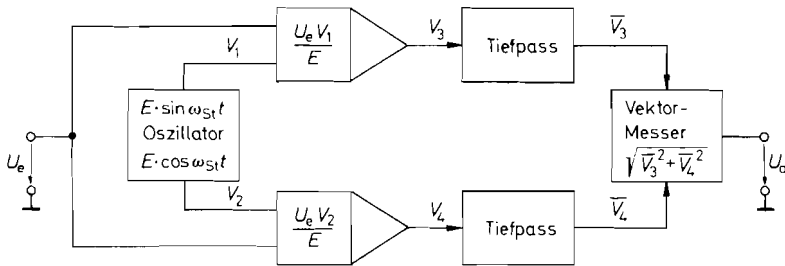 U_e V_1
E
V_3
Tiefpass
V̅_3
V_1
E·sin ω_St t
Oszillator
E·cos ω_St t
U_e
V_2
U_e V_2
E
V_4
Tiefpass
V̅_4
Vektor-
Messer
√(V̅_3² + V̅_4²)
U_a